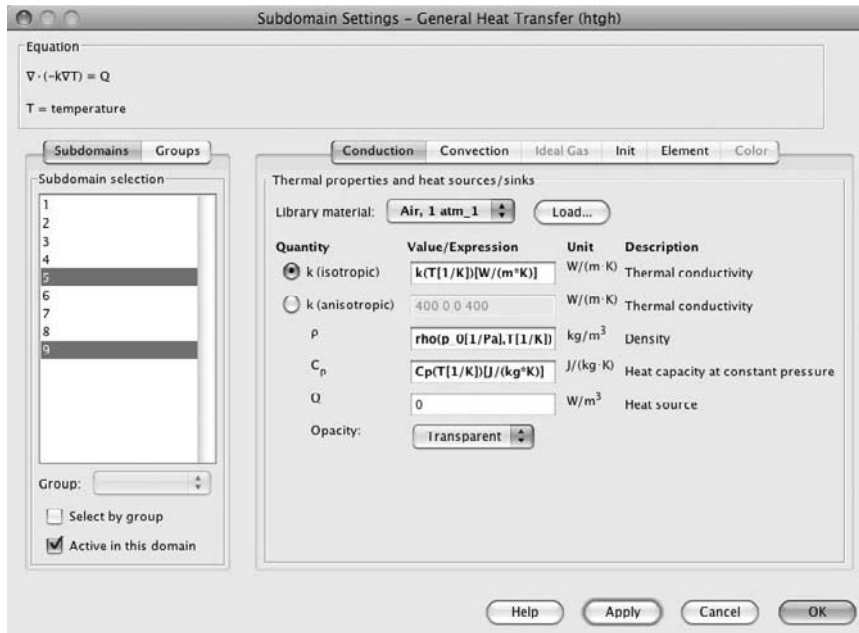 Subdomain Settings – General Heat Transfer (htgh)
Equation
∇·(-k∇T) = Q
T = temperature
Subdomains Groups
Subdomain selection
1
2
3
4
5
6
7
8
9
Group:
Select by group
Active in this domain
Conduction Convection Ideal Gas Init Element Color
Thermal properties and heat sources/sinks
Library material: Air, 1 atm_1 Load...
Quantity Value/Expression Unit Description
k (isotropic) k(T[1/K])[W/(m*K)] W/(m·K) Thermal conductivity
k (anisotropic) 400 0 0 400 W/(m·K) Thermal conductivity
ρ rho(p_0[1/Pa],T[1/K]) kg/m³ Density
Cₚ Cp(T[1/K])[J/(kg*K)] J/(kg·K) Heat capacity at constant pressure
Q 0 W/m³ Heat source
Opacity: Transparent
Help Apply Cancel OK